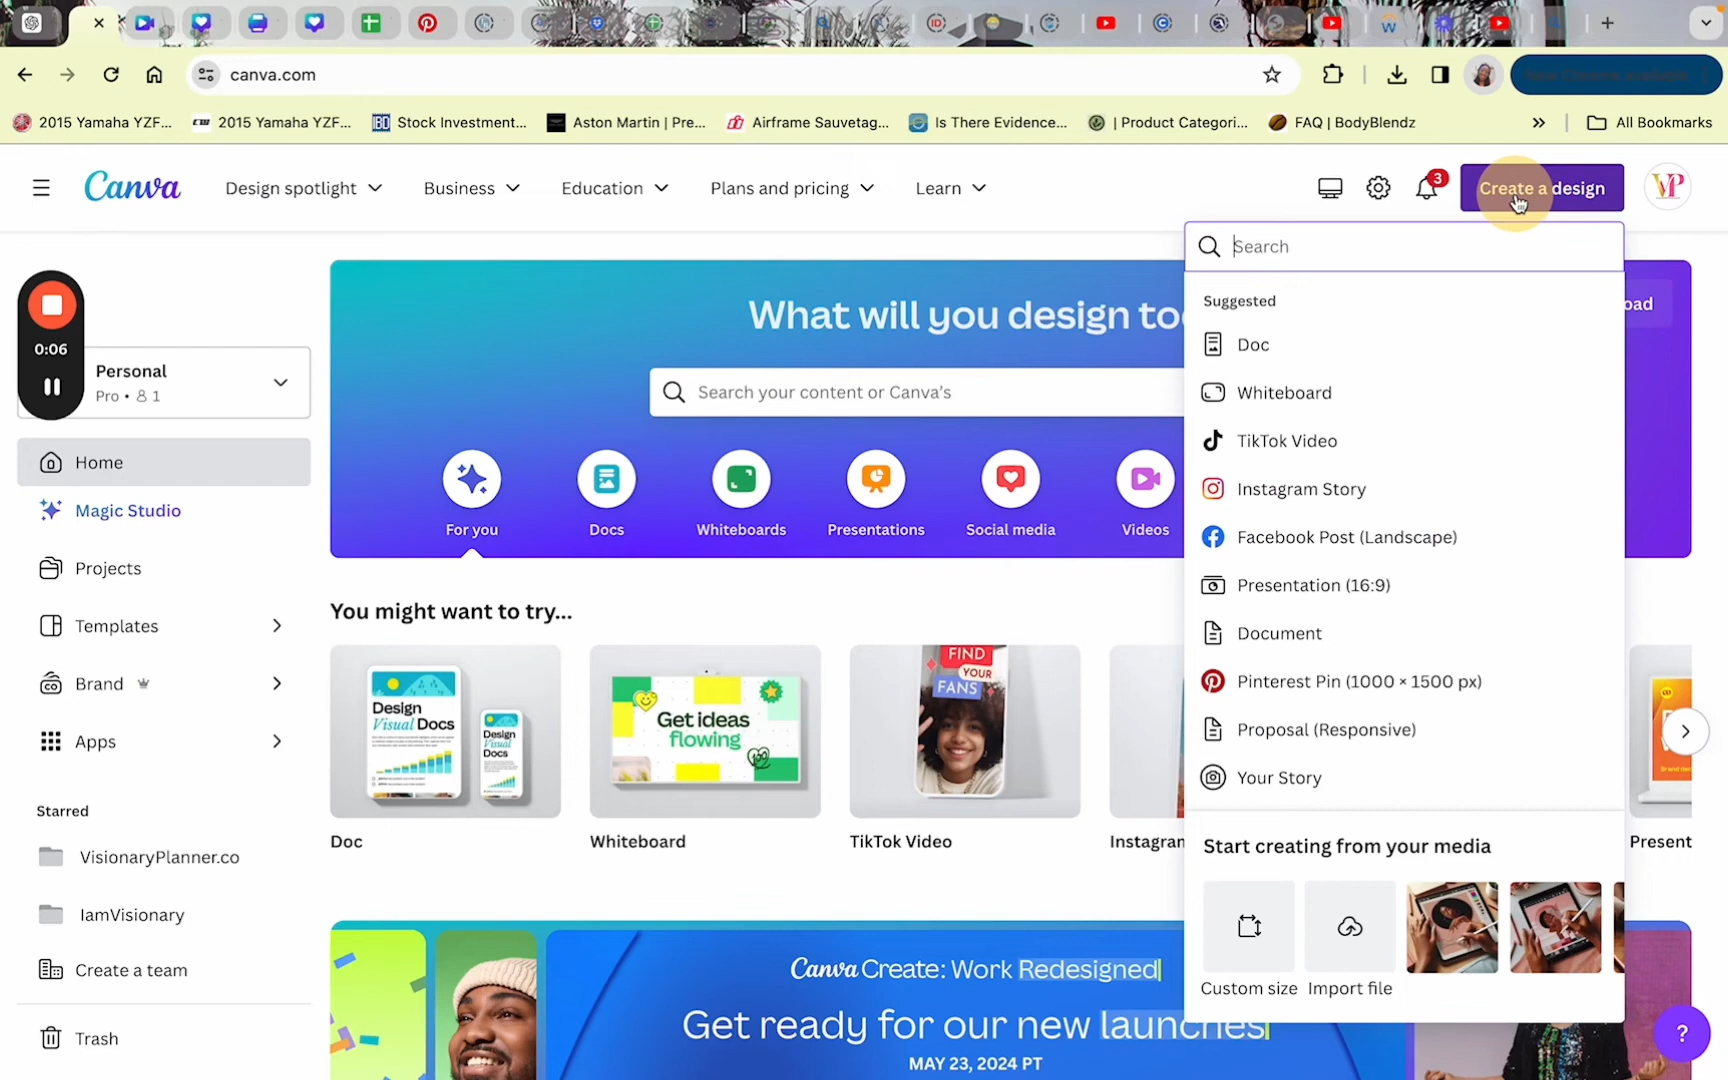 canva.com
2015 Yamaha YZF...
2015 Yamaha YZF...
Stock Investment...
Aston Martin | Pre...
Airframe Sauvetag...
Is There Evidence...
| Product Categori...
FAQ | BodyBlendz
All Bookmarks
Canva
Design spotlight
Business
Education
Plans and pricing
Learn
3
Create a design
VP
Search
Suggested
Doc
Whiteboard
TikTok Video
Instagram Story
Facebook Post (Landscape)
Presentation (16:9)
Document
Pinterest Pin (1000 × 1500 px)
Proposal (Responsive)
Your Story
Start creating from your media
Custom size
Import file
0:06
Personal
Pro • 1
Home
Magic Studio
Projects
Templates
Brand
Apps
Starred
VisionaryPlanner.co
IamVisionary
Create a team
Trash
What will you design to
oad
Search your content or Canva's
For you
Docs
Whiteboards
Presentations
Social media
Videos
You might want to try...
Design
Visual Docs
Design
Visual Docs
Doc
Get ideas
flowing
Whiteboard
FIND
YOUR
FANS
TikTok Video
Instagram
Present
Canva Create: Work Redesigned
Get ready for our new launches
MAY 23, 2024 PT
?